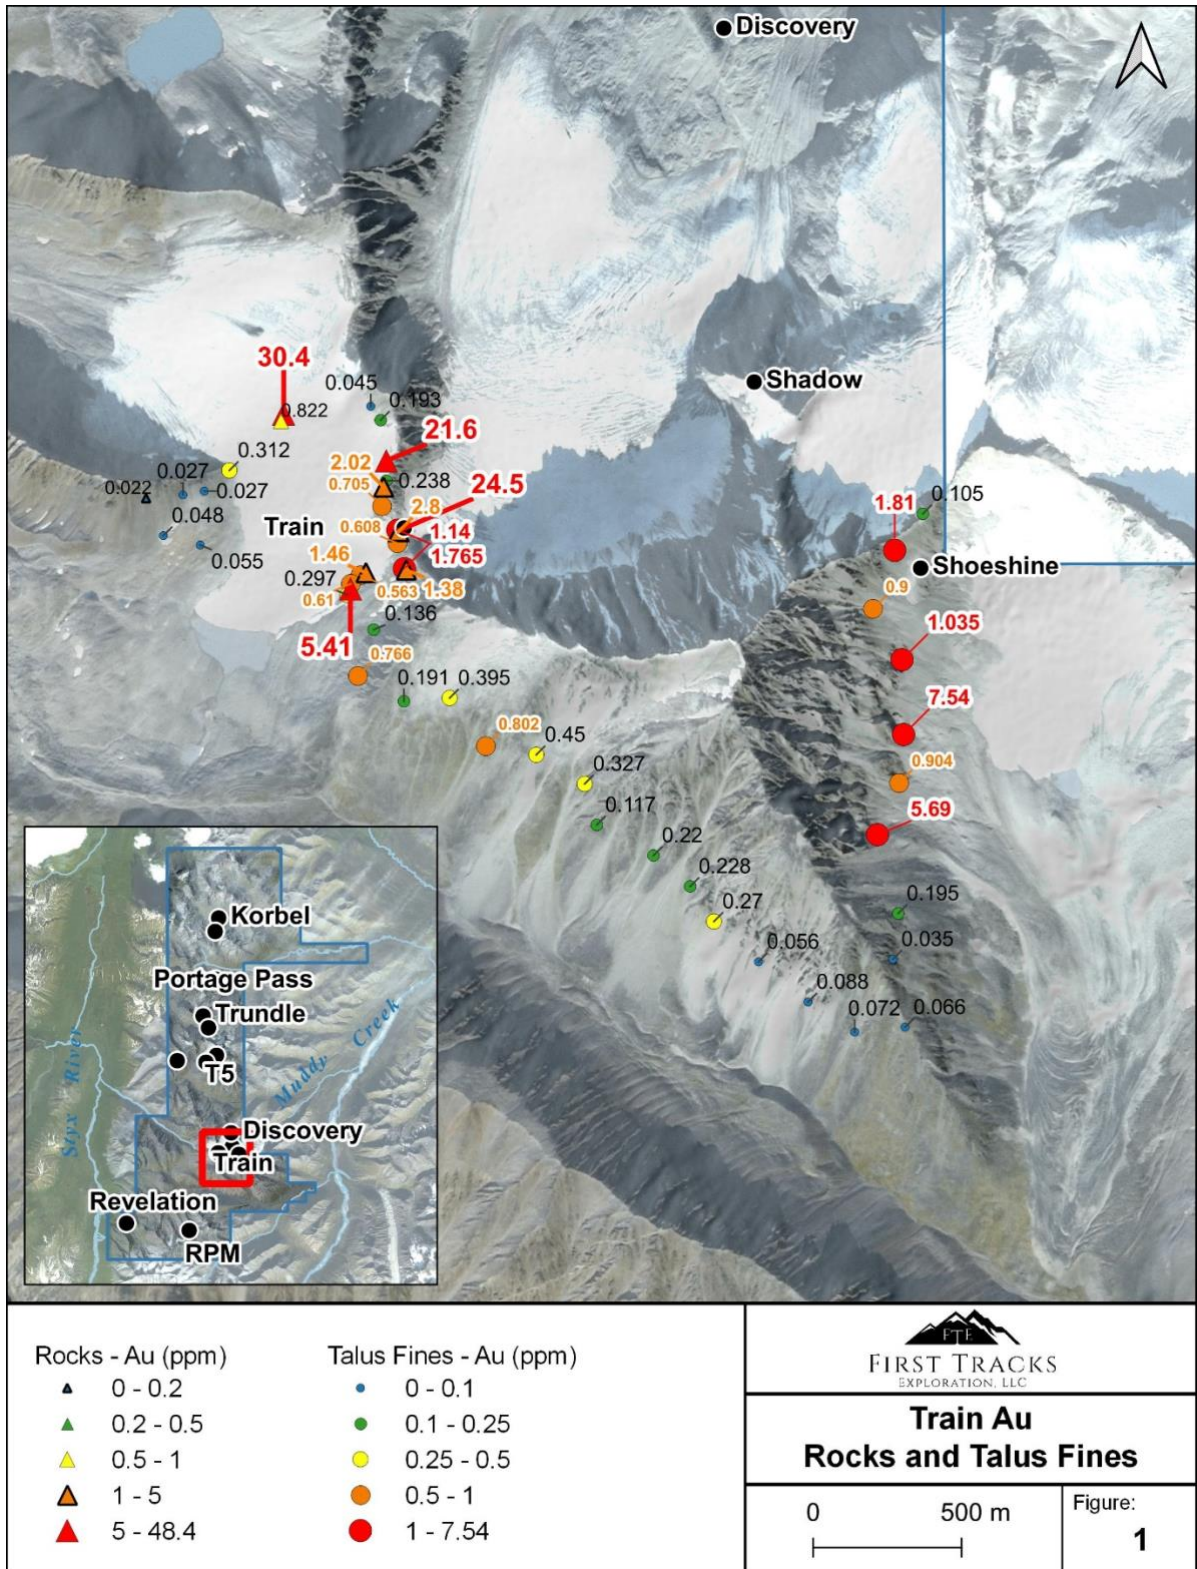 Discovery
Shadow
30.4
0.822
0.045
0.193
21.6
0.312
2.02
0.705
0.238
0.027
0.022
0.027
24.5
0.048
Train
0.608
2.8
1.14
1.765
0.055
1.46
0.297
0.61
0.563
1.38
5.41
0.136
0.766
0.191
0.395
0.802
0.45
0.327
0.117
0.22
0.228
0.27
0.056
0.088
0.072
0.066
0.035
0.195
1.81
0.105
Shoeshine
0.9
1.035
7.54
0.904
5.69
Korbel
Portage Pass
Trundle
T5
Styx River
Muddy Creek
Discovery
Train
Revelation
RPM
Rocks - Au (ppm)
0 - 0.2
0.2 - 0.5
0.5 - 1
1 - 5
5 - 48.4
Talus Fines - Au (ppm)
0 - 0.1
0.1 - 0.25
0.25 - 0.5
0.5 - 1
1 - 7.54
FTE
FIRST TRACKS
EXPLORATION, LLC
Train Au
Rocks and Talus Fines
0 500 m
Figure:
1